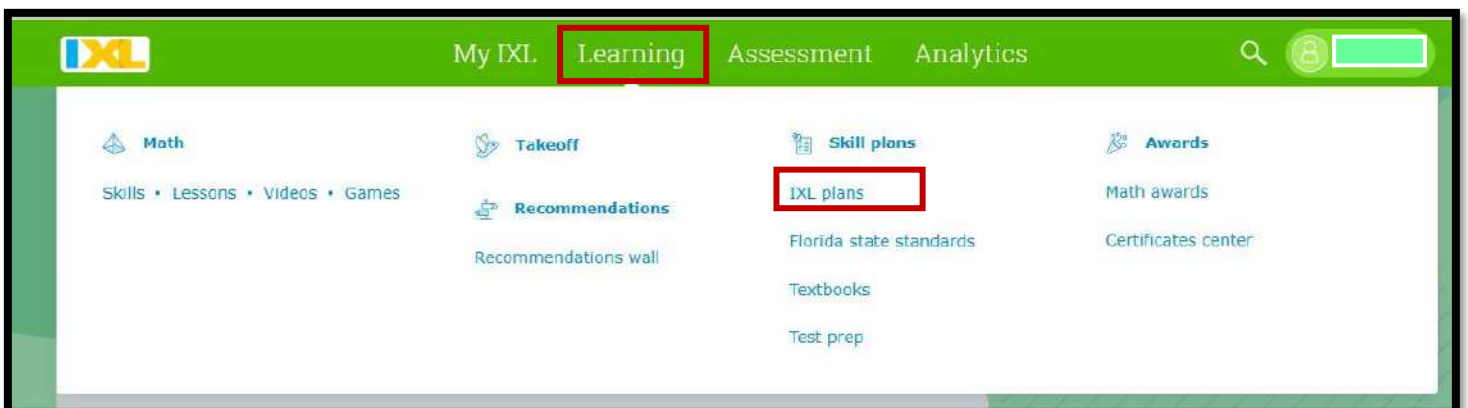 IXL My IXL Learning Assessment Analytics
Math
Skills • Lessons • Videos • Games
Takeoff
Recommendations
Recommendations wall
Skill plans
IXL plans
Florida state standards
Textbooks
Test prep
Awards
Math awards
Certificates center